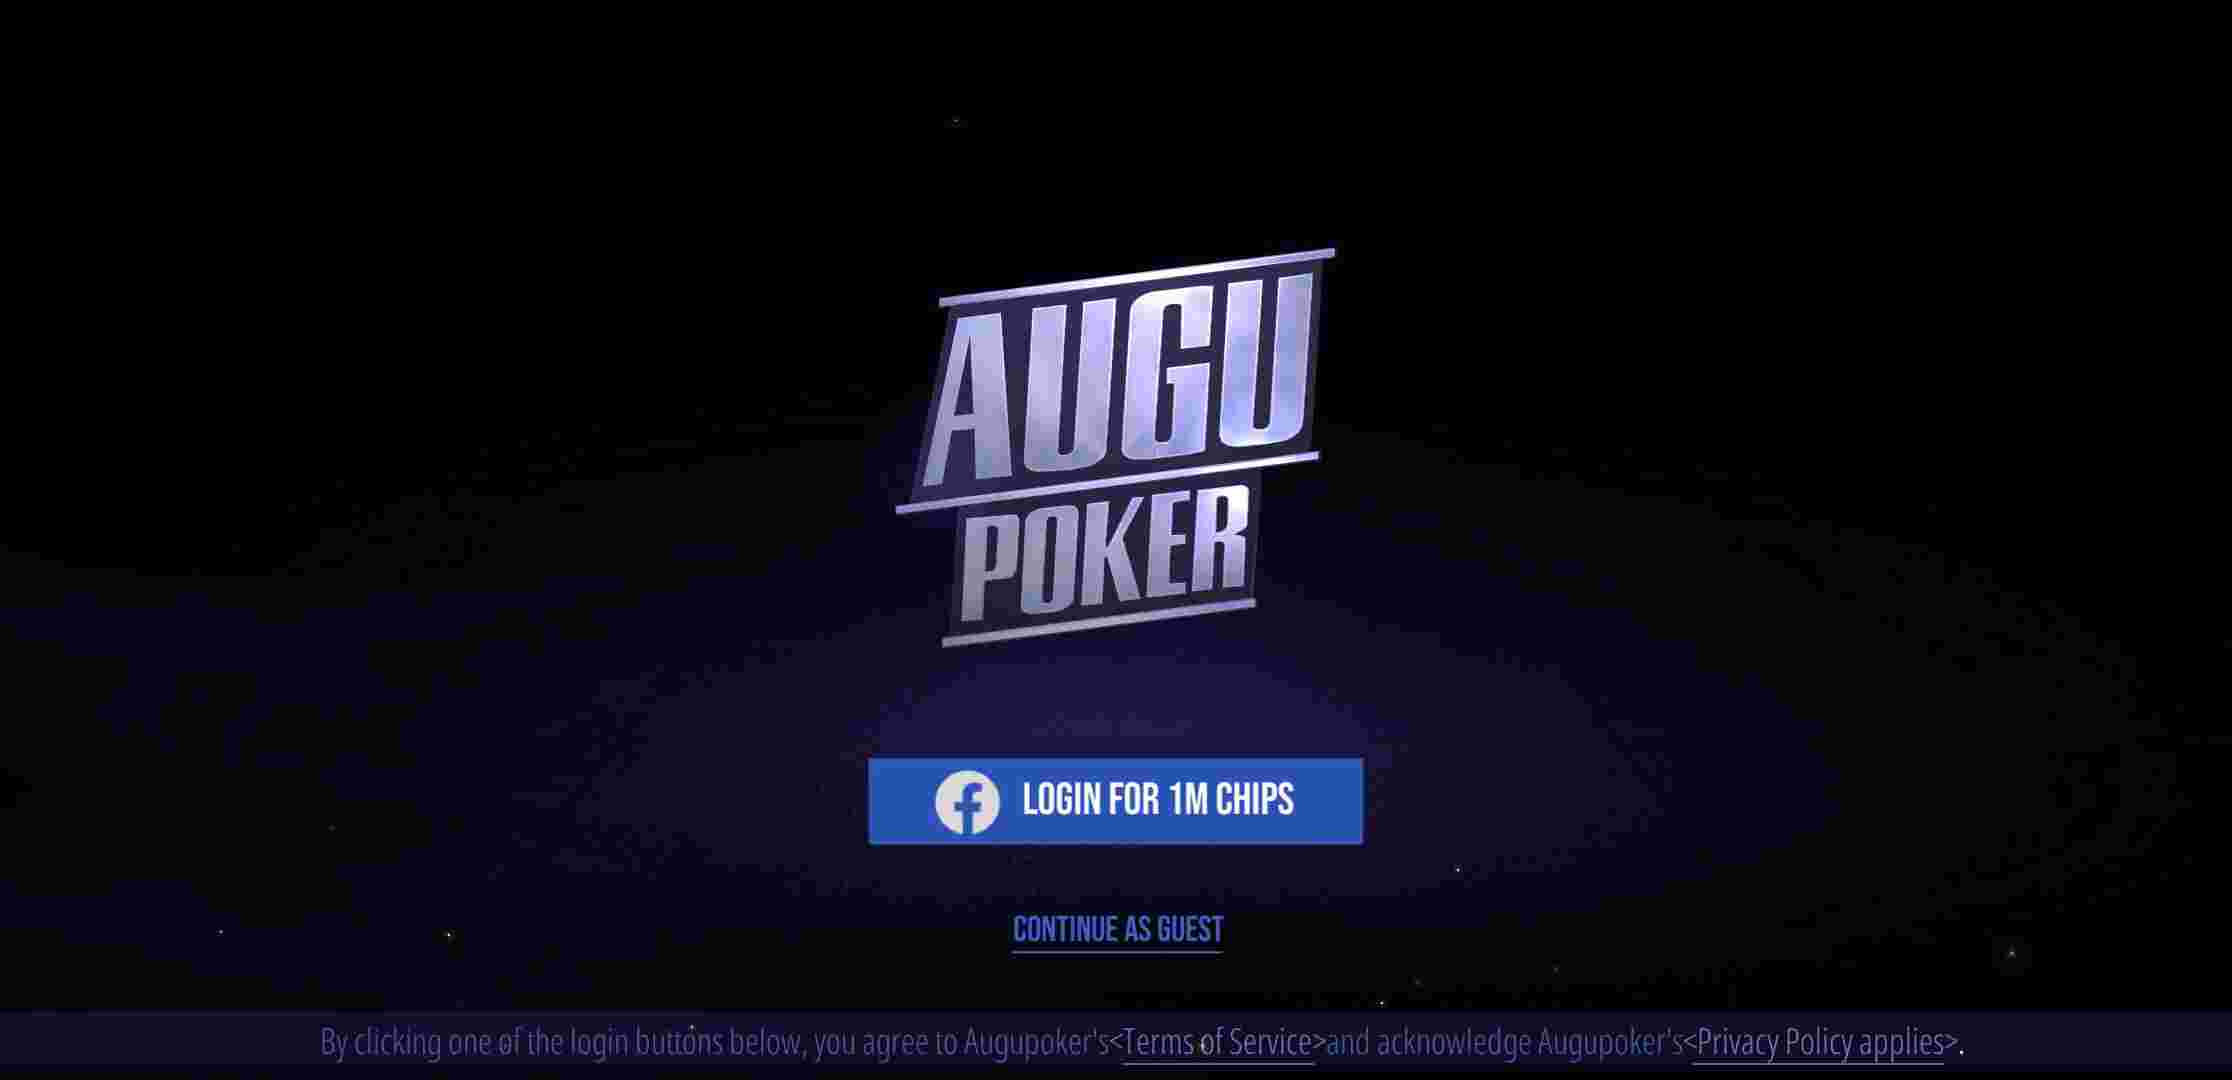 AUGU
POKER
LOGIN FOR 1M CHIPS
CONTINUE AS GUEST
By clicking one of the login buttons below, you agree to Augupoker's<Terms of Service>and acknowledge Augupoker's<Privacy Policy applies>.